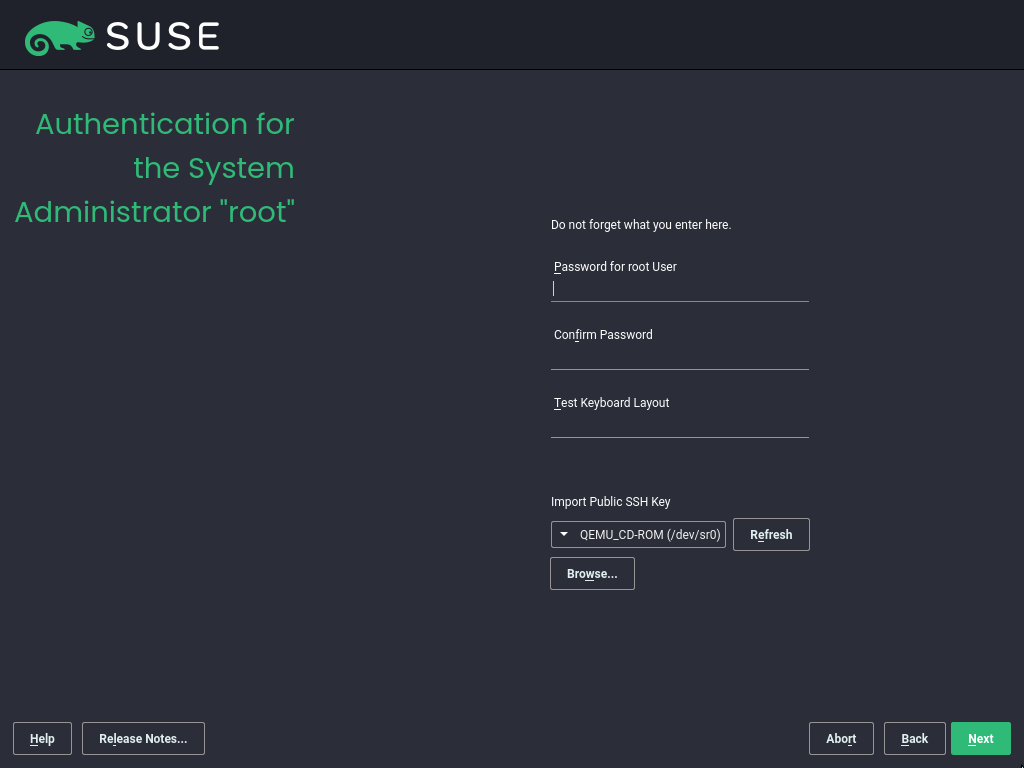 SUSE
Authentication for
the System
Administrator "root"
Do not forget what you enter here.
Password for root User
Confirm Password
Test Keyboard Layout
Import Public SSH Key
QEMU_CD-ROM (/dev/sr0) Refresh
Browse...
Help Release Notes... Abort Back Next